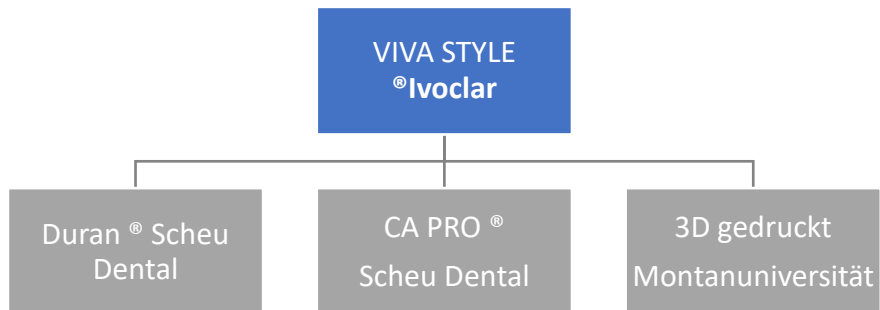 VIVA STYLE
®Ivoclar
Duran ® Scheu
Dental
CA PRO ®
Scheu Dental
3D gedruckt
Montanuniversität